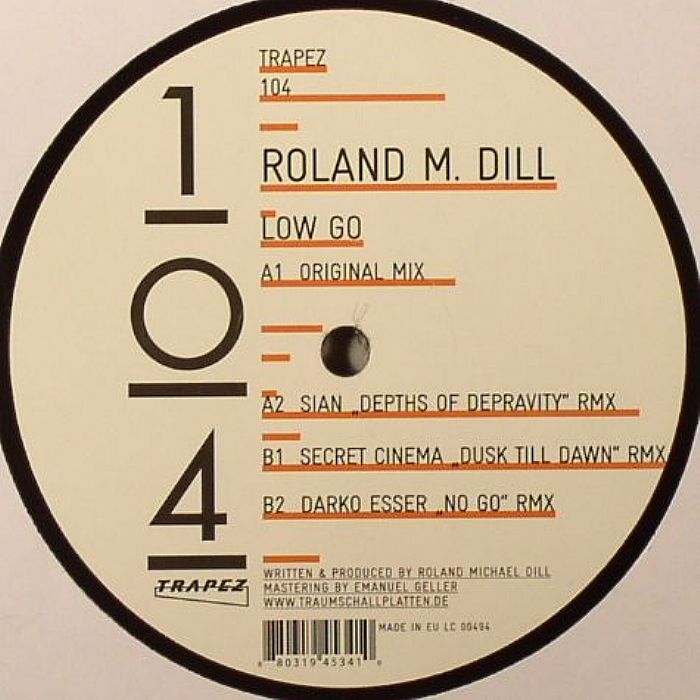 TRAPEZ
104
1
0
4
ROLAND M. DILL
LOW GO
A1 ORIGINAL MIX
A2 SIAN „DEPTHS OF DEPRAVITY" RMX
B1 SECRET CINEMA „DUSK TILL DAWN" RMX
B2 DARKO ESSER „NO GO" RMX
TRAPEZ
WRITTEN & PRODUCED BY ROLAND MICHAEL DILL
MASTERING BY EMANUEL GELLER
WWW.TRAUMSCHALLPLATTEN.DE
MADE IN EU LC 00494
80319 45341